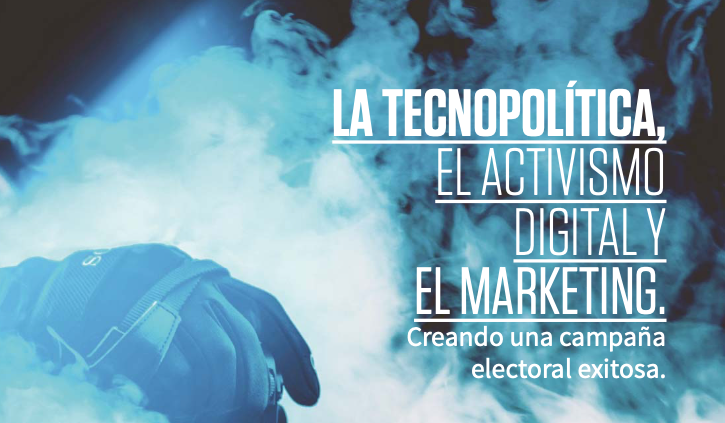 LA TECNOPOLÍTICA,
EL ACTIVISMO
DIGITAL Y
EL MARKETING.
Creando una campaña
electoral exitosa.